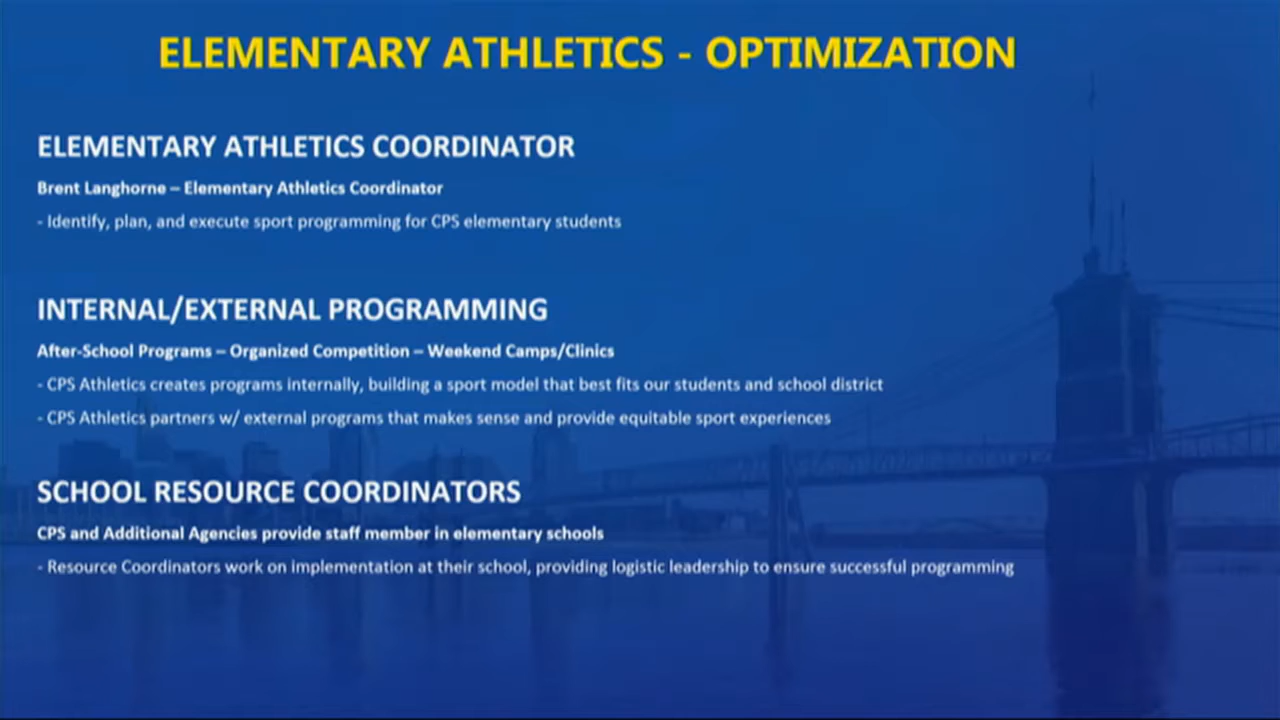 ELEMENTARY ATHLETICS - OPTIMIZATION
ELEMENTARY ATHLETICS COORDINATOR
Brent Langhorne – Elementary Athletics Coordinator
- Identify, plan, and execute sport programming for CPS elementary students
INTERNAL/EXTERNAL PROGRAMMING
After-School Programs – Organized Competition – Weekend Camps/Clinics
- CPS Athletics creates programs internally, building a sport model that best fits our students and school district
- CPS Athletics partners w/ external programs that makes sense and provide equitable sport experiences
SCHOOL RESOURCE COORDINATORS
CPS and Additional Agencies provide staff member in elementary schools
- Resource Coordinators work on implementation at their school, providing logistic leadership to ensure successful programming